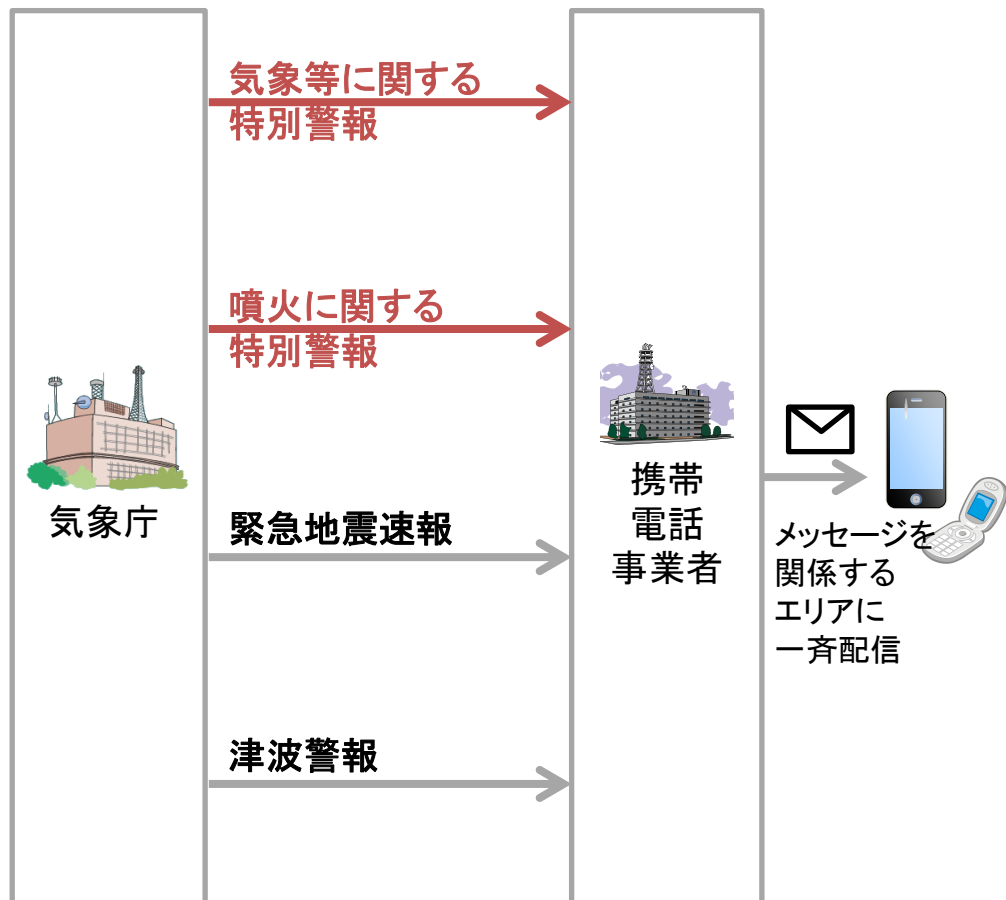 気象等に関する
特別警報
噴火に関する
特別警報
気象庁
緊急地震速報
津波警報
携帯
電話
事業者
メッセージを
関係する
エリアに
一斉配信